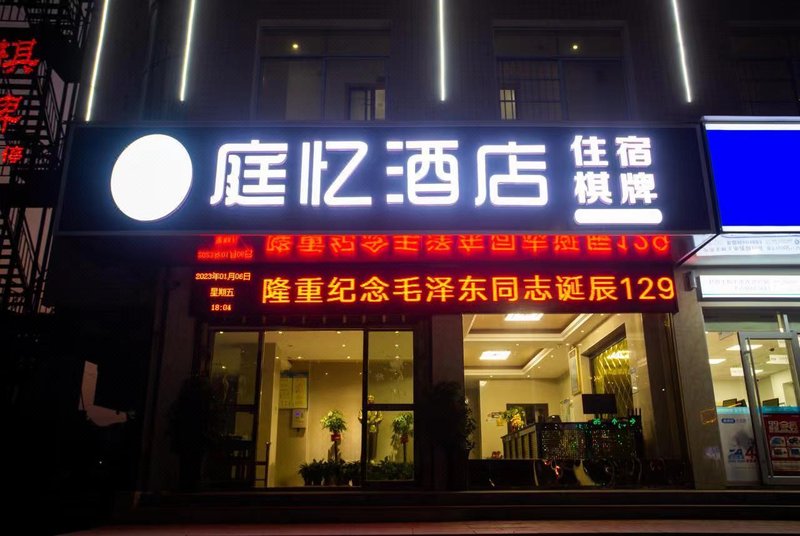 棋
牌
庭忆酒店
住宿
棋牌
2023年01月06日
星期五
18:04
隆重纪念毛泽东同志诞辰129